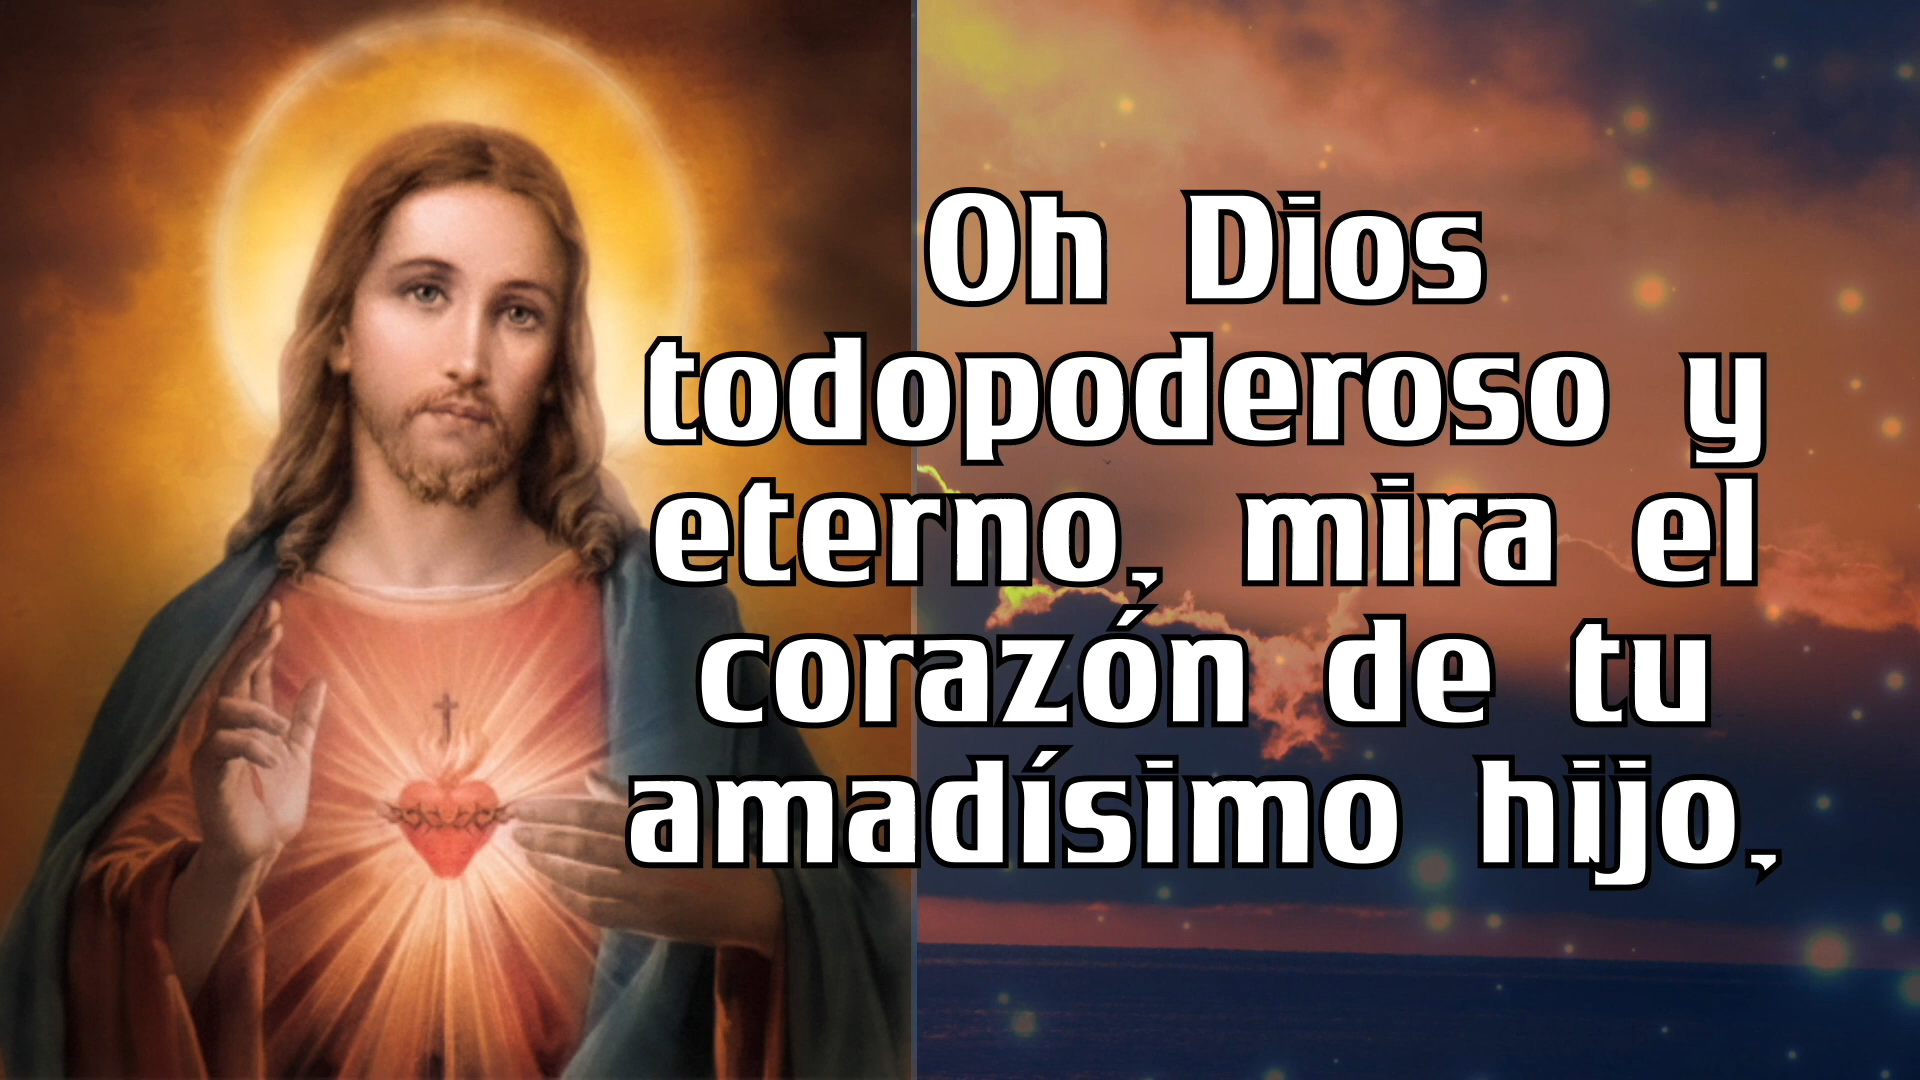 Oh Dios
todopoderoso y
eterno, mira el
corazón de tu
amadísimo hijo,